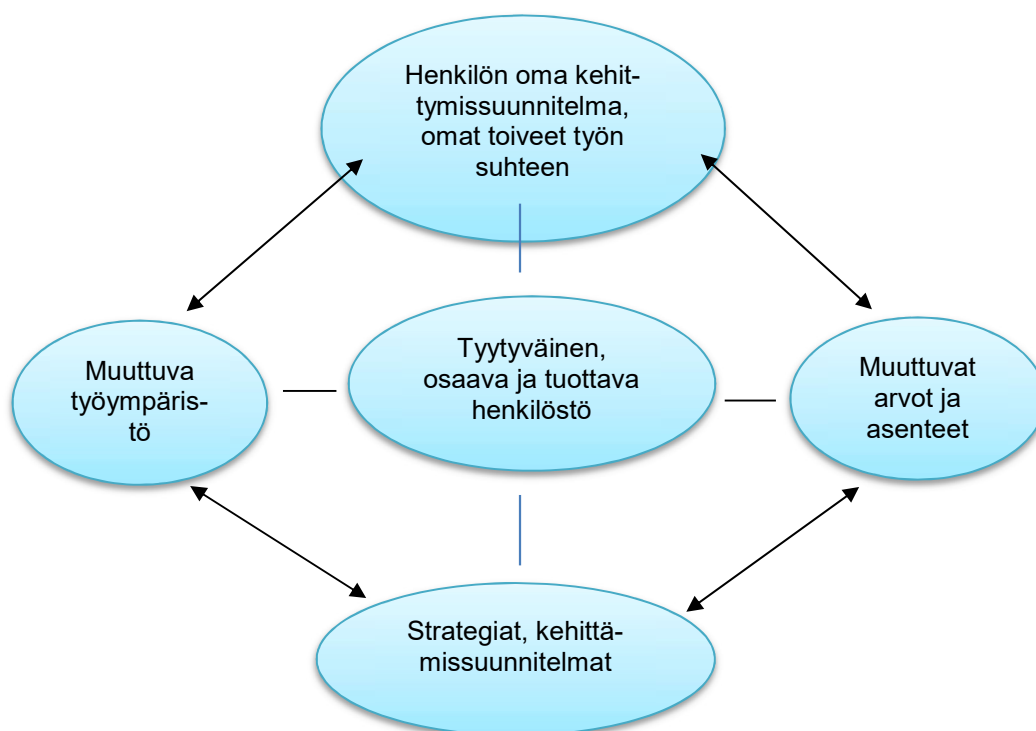 Henkilön oma kehit-
tymissuunnitelma,
omat toiveet työn
suhteen
Muuttuva
työympäris-
tö
Tyytyväinen,
osaava ja tuottava
henkilöstö
Muuttuvat
arvot ja
asenteet
Strategiat, kehittä-
missuunnitelmat